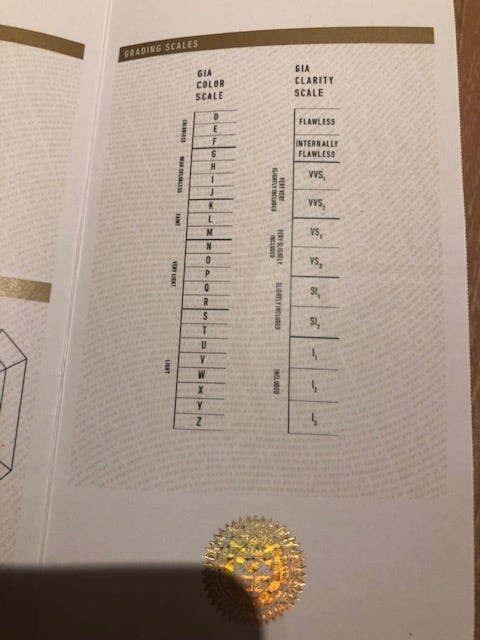 GRADING SCALES
GIA
COLOR
SCALE
COLORLESS
D
E
F
NEAR COLORLESS
G
H
I
J
FAINT
K
L
M
VERY LIGHT
N
O
P
Q
R
LIGHT
S
T
U
V
W
X
Y
Z
GIA
CLARITY
SCALE
FLAWLESS
INTERNALLY
FLAWLESS
VERY VERY
SLIGHTLY INCLUDED
VVS₁
VVS₂
VERY SLIGHTLY
INCLUDED
VS₁
VS₂
SLIGHTLY INCLUDED
SI₁
SI₂
INCLUDED
I₁
I₂
I₃